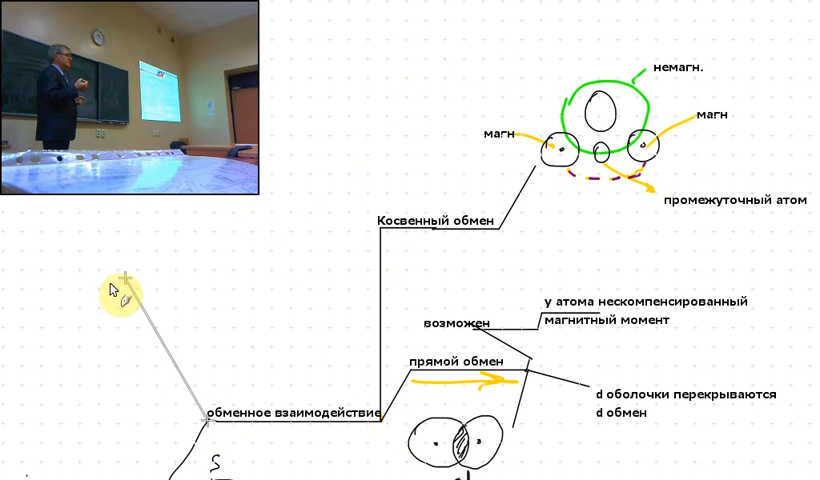 немагн.
магн
магн
промежуточный атом
Косвенный обмен
у атома нескомпенсированный
магнитный момент
возможен
прямой обмен
d оболочки перекрываются
d обмен
обменное взаимодействие
S